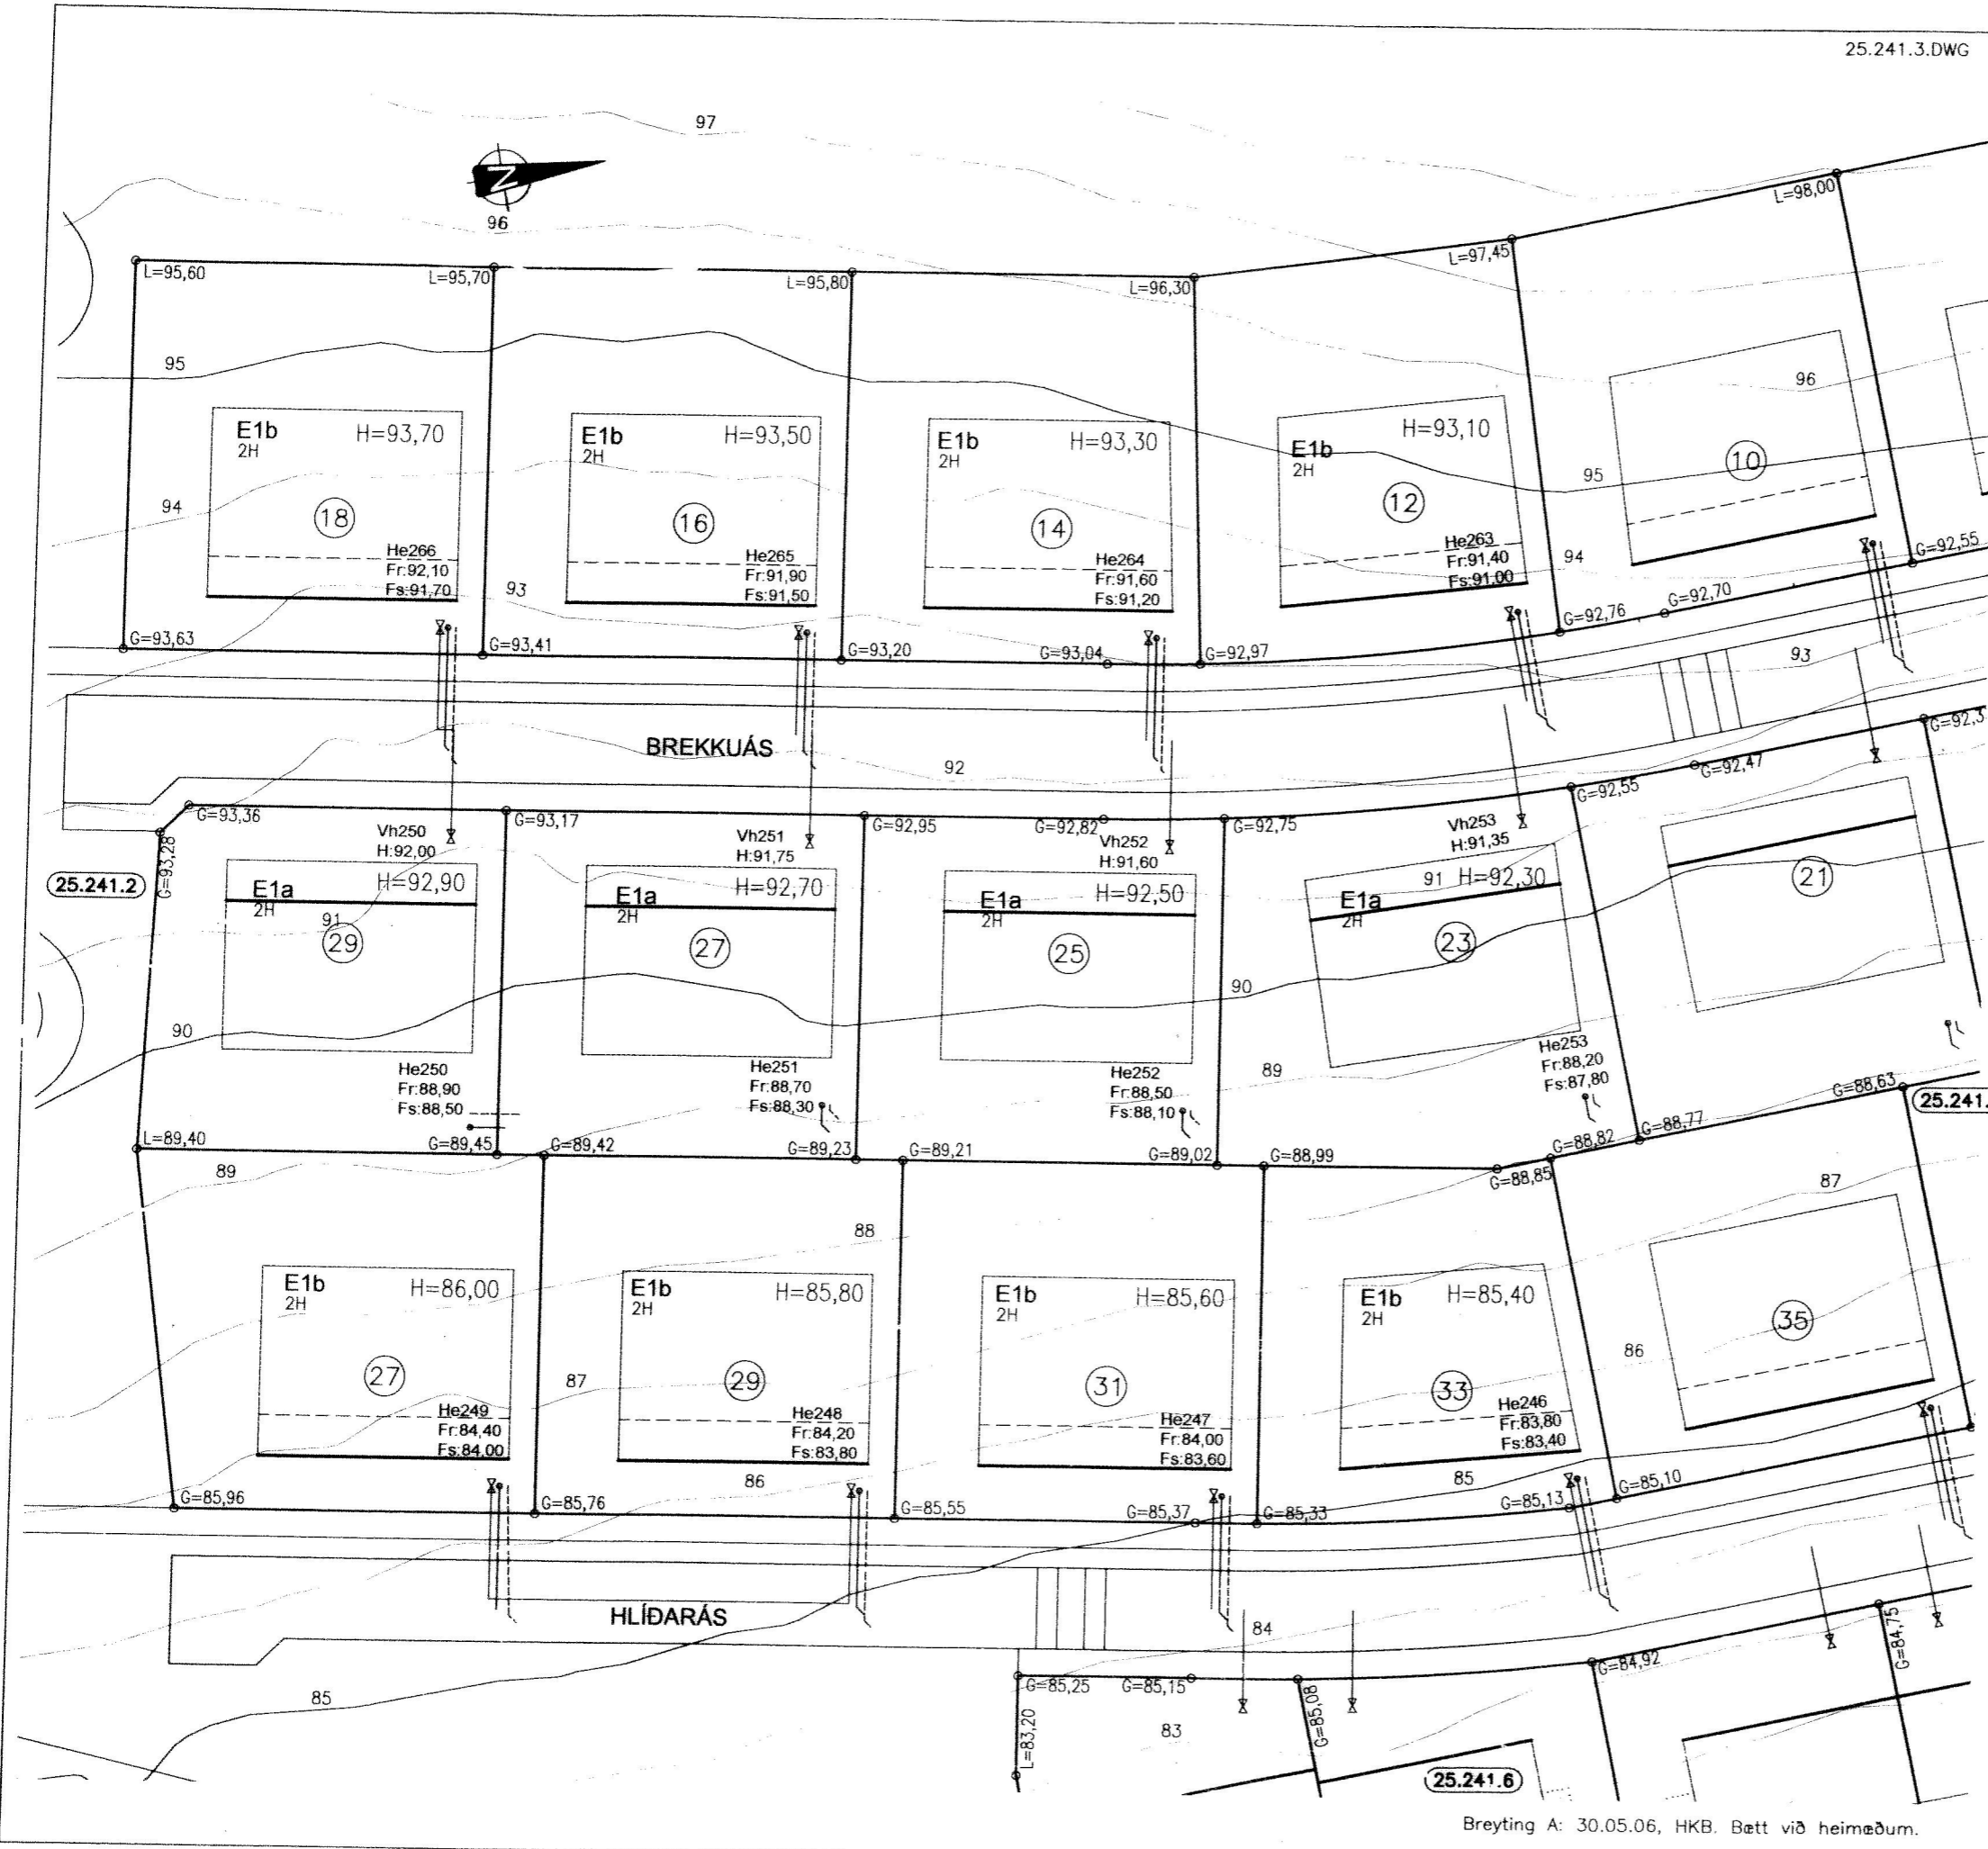 25.241.3.DWG
97
N
96
L=98,00
L=97,45
L=95,60
L=95,70
L=95,80
L=96,30
95
96
E1b
2H
H=93,70
E1b
2H
H=93,50
E1b
2H
H=93,30
E1b
2H
H=93,10
10
95
94
18
16
14
12
He266
Fr:92,10
Fs:91,70
He265
Fr:91,90
Fs:91,50
He264
Fr:91,60
Fs:91,20
He263
Fr:91,40
Fs:91,00
94
93
G=92,55
G=92,70
G=92,76
G=93,63
G=93,41
G=93,20
G=93,04
G=92,97
93
BREKKUÁS
92
G=92,3
G=92,47
G=92,55
G=93,36
G=93,17
G=92,95
G=92,82
G=92,75
G=93,28
Vh250
H:92,00
Vh251
H:91,75
Vh252
H:91,60
Vh253
H:91,35
25.241.2
E1a
2H
H=92,90
E1a
2H
H=92,70
E1a
2H
H=92,50
E1a
2H
91
H=92,30
21
91
29
27
25
23
90
90
89
He250
Fr:88,90
Fs:88,50
He251
Fr:88,70
Fs:88,30
He252
Fr:88,50
Fs:88,10
He253
Fr:88,20
Fs:87,80
G=88,63
25.241.
L=89,40
G=89,45
G=89,42
G=89,23
G=89,21
G=89,02
G=88,99
G=88,85
G=88,82
G=88,77
89
88
87
E1b
2H
H=86,00
E1b
2H
H=85,80
E1b
2H
H=85,60
E1b
2H
H=85,40
35
86
27
87
29
31
33
He249
Fr:84,40
Fs:84,00
He248
Fr:84,20
Fs:83,80
He247
Fr:84,00
Fs:83,60
He246
Fr:83,80
Fs:83,40
86
85
G=85,96
G=85,76
G=85,55
G=85,37
G=85,33
G=85,13
G=85,10
HLÍÐARÁS
84
G=84,75
G=84,92
85
G=85,25
G=85,15
G=85,08
L=83,20
83
25.241.6
Breyting A: 30.05.06, HKB. Bætt við heimæðum.